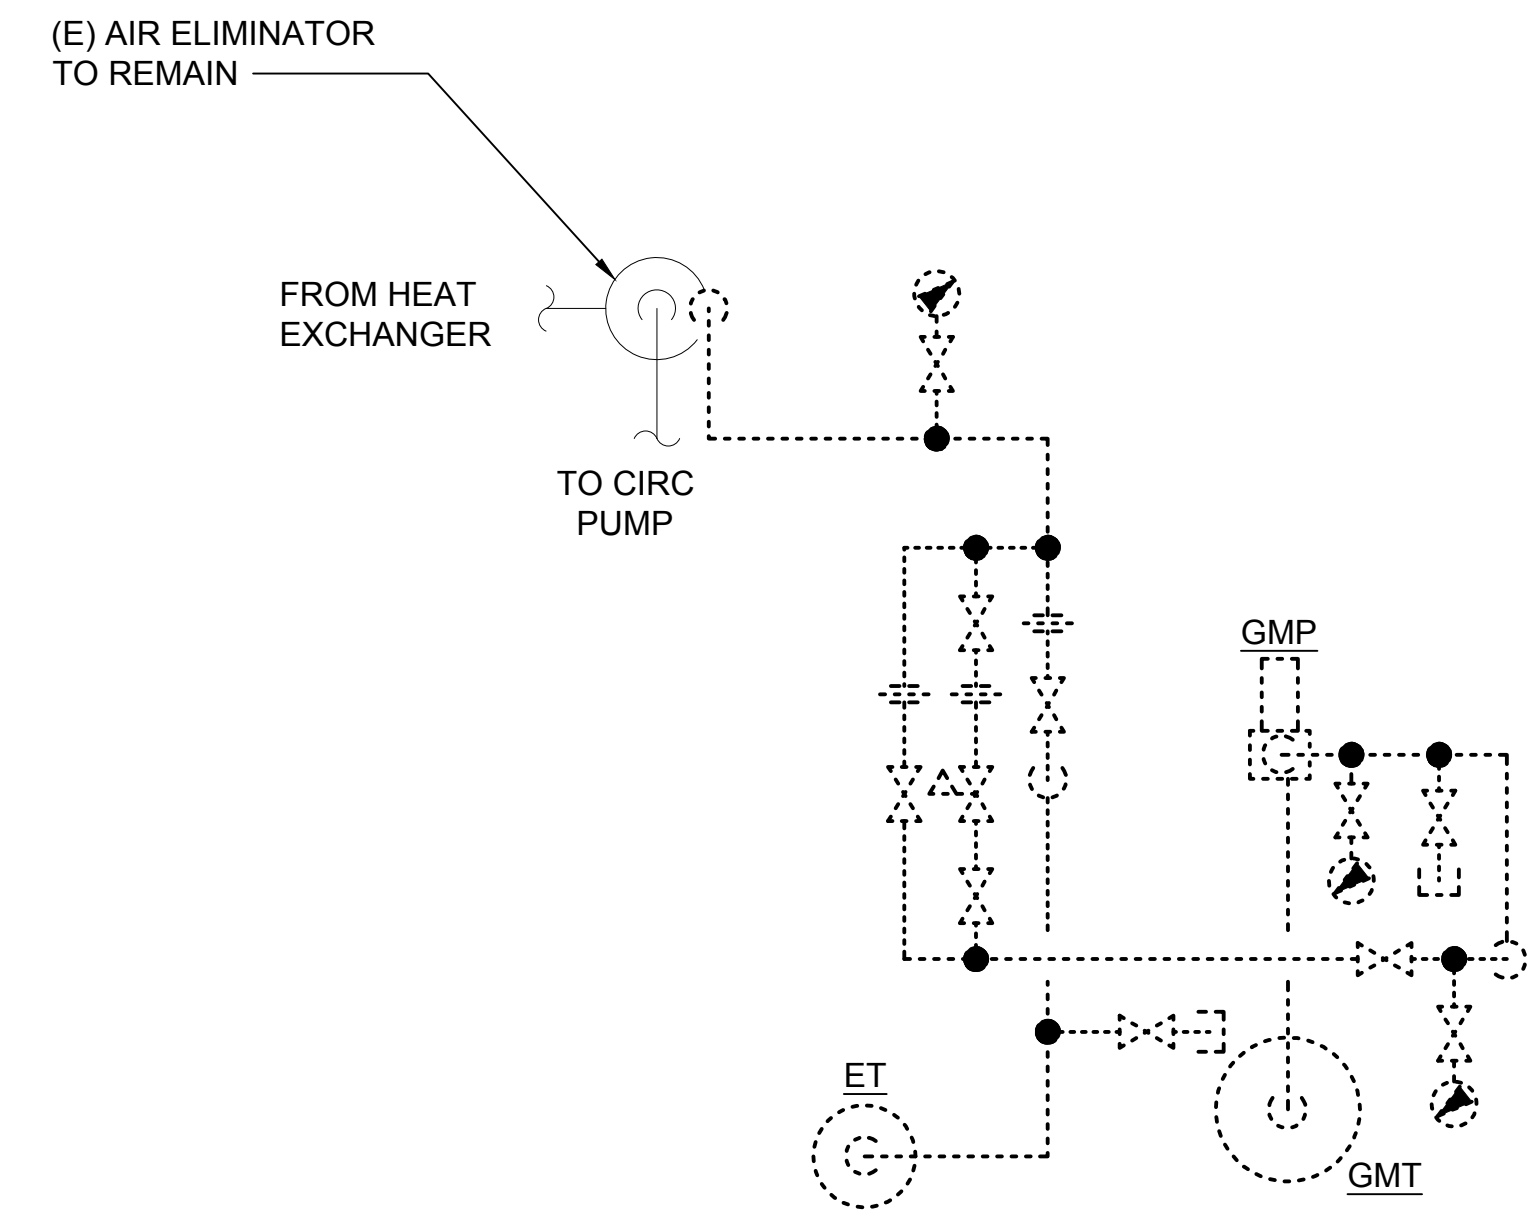 (E) AIR ELIMINATOR
TO REMAIN
FROM HEAT
EXCHANGER
TO CIRC
PUMP
GMP
ET
GMT